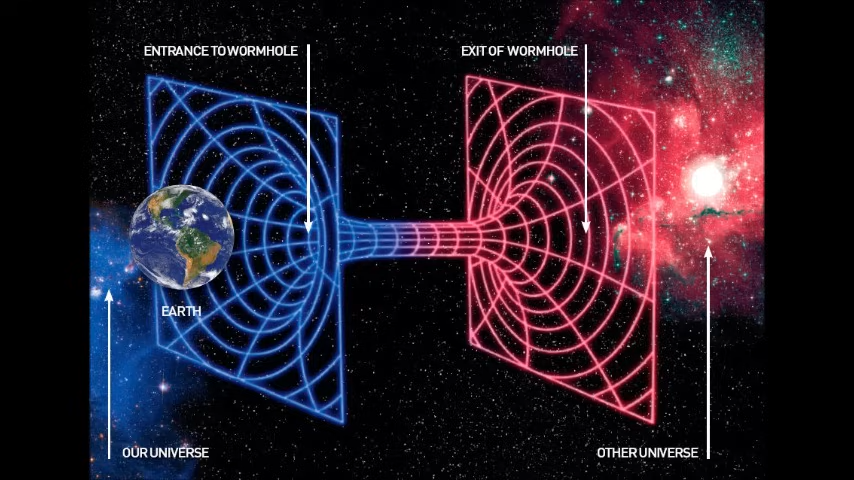 ENTRANCE TO WORMHOLE
EXIT OF WORMHOLE
EARTH
OUR UNIVERSE
OTHER UNIVERSE